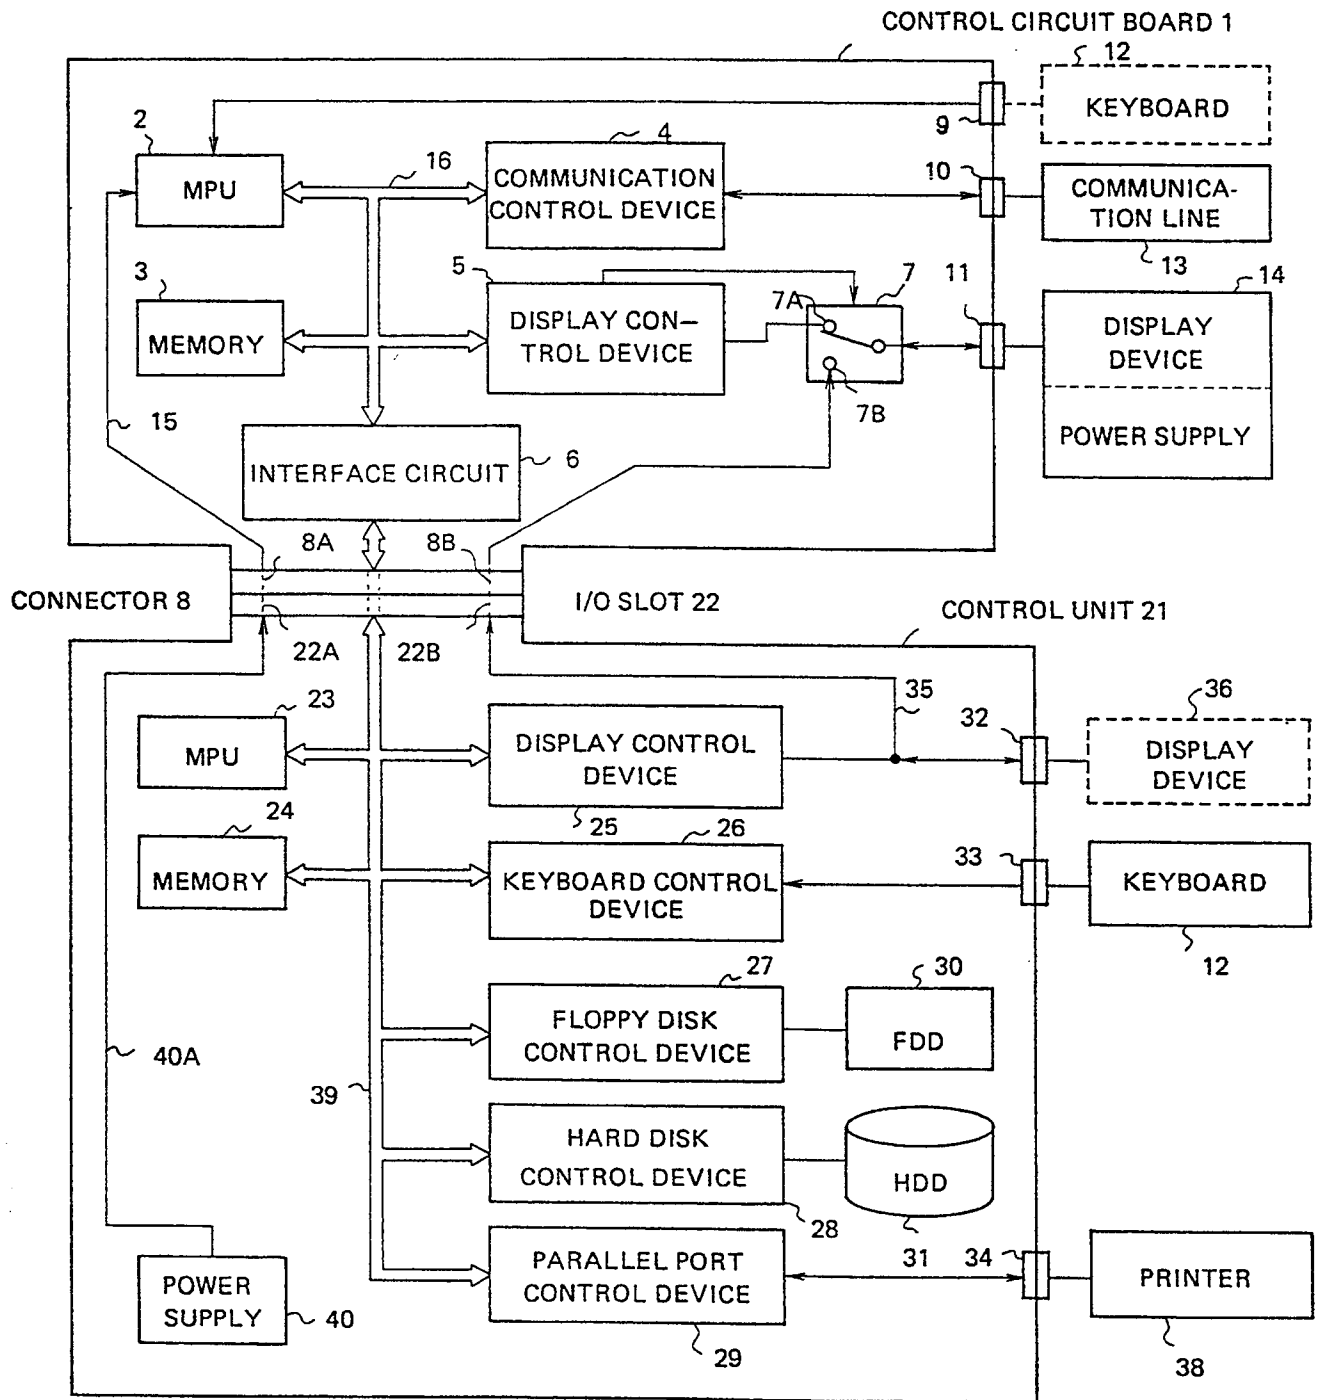 CONTROL CIRCUIT BOARD 1
12
KEYBOARD
9
2
MPU
16
4
COMMUNICATION
CONTROL DEVICE
10
COMMUNICA-
TION LINE
13
3
MEMORY
5
DISPLAY CON-
TROL DEVICE
7A
7
7B
11
14
DISPLAY
DEVICE
POWER SUPPLY
15
INTERFACE CIRCUIT
6
8A
8B
CONNECTOR 8
I/O SLOT 22
CONTROL UNIT 21
22A
22B
23
MPU
35
32
36
DISPLAY CONTROL
DEVICE
25
DISPLAY
DEVICE
24
MEMORY
26
KEYBOARD CONTROL
DEVICE
33
KEYBOARD
12
27
FLOPPY DISK
CONTROL DEVICE
30
FDD
40A
39
HARD DISK
CONTROL DEVICE
28
HDD
31
PARALLEL PORT
CONTROL DEVICE
29
34
PRINTER
38
POWER
SUPPLY
40